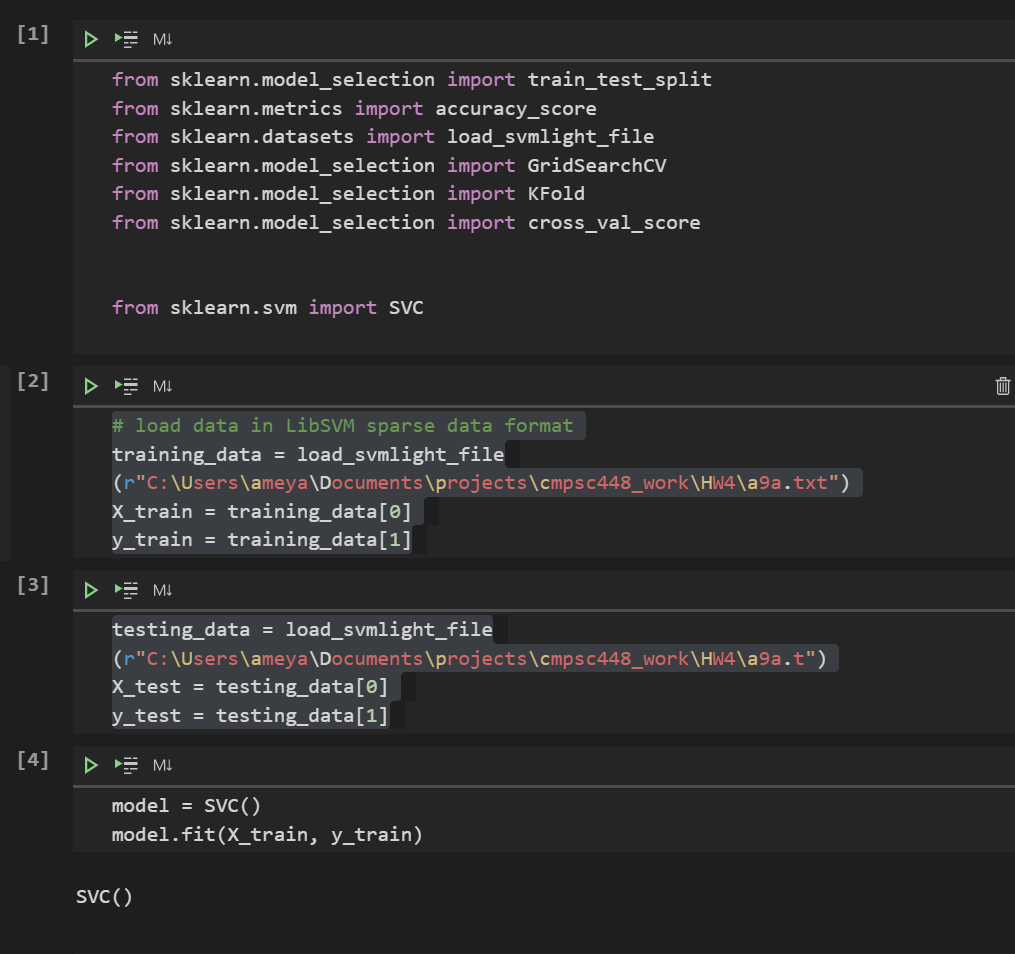 [1]
M↓
from sklearn.model_selection import train_test_split
from sklearn.metrics import accuracy_score
from sklearn.datasets import load_svmlight_file
from sklearn.model_selection import GridSearchCV
from sklearn.model_selection import KFold
from sklearn.model_selection import cross_val_score
from sklearn.svm import SVC
[2]
M↓
# load data in LibSVM sparse data format
training_data = load_svmlight_file
(r"C:\Users\ameya\Documents\projects\cmpsc448_work\HW4\a9a.txt")
X_train = training_data[0]
y_train = training_data[1]
[3]
M↓
testing_data = load_svmlight_file
(r"C:\Users\ameya\Documents\projects\cmpsc448_work\HW4\a9a.t")
X_test = testing_data[0]
y_test = testing_data[1]
[4]
M↓
model = SVC()
model.fit(X_train, y_train)
SVC()